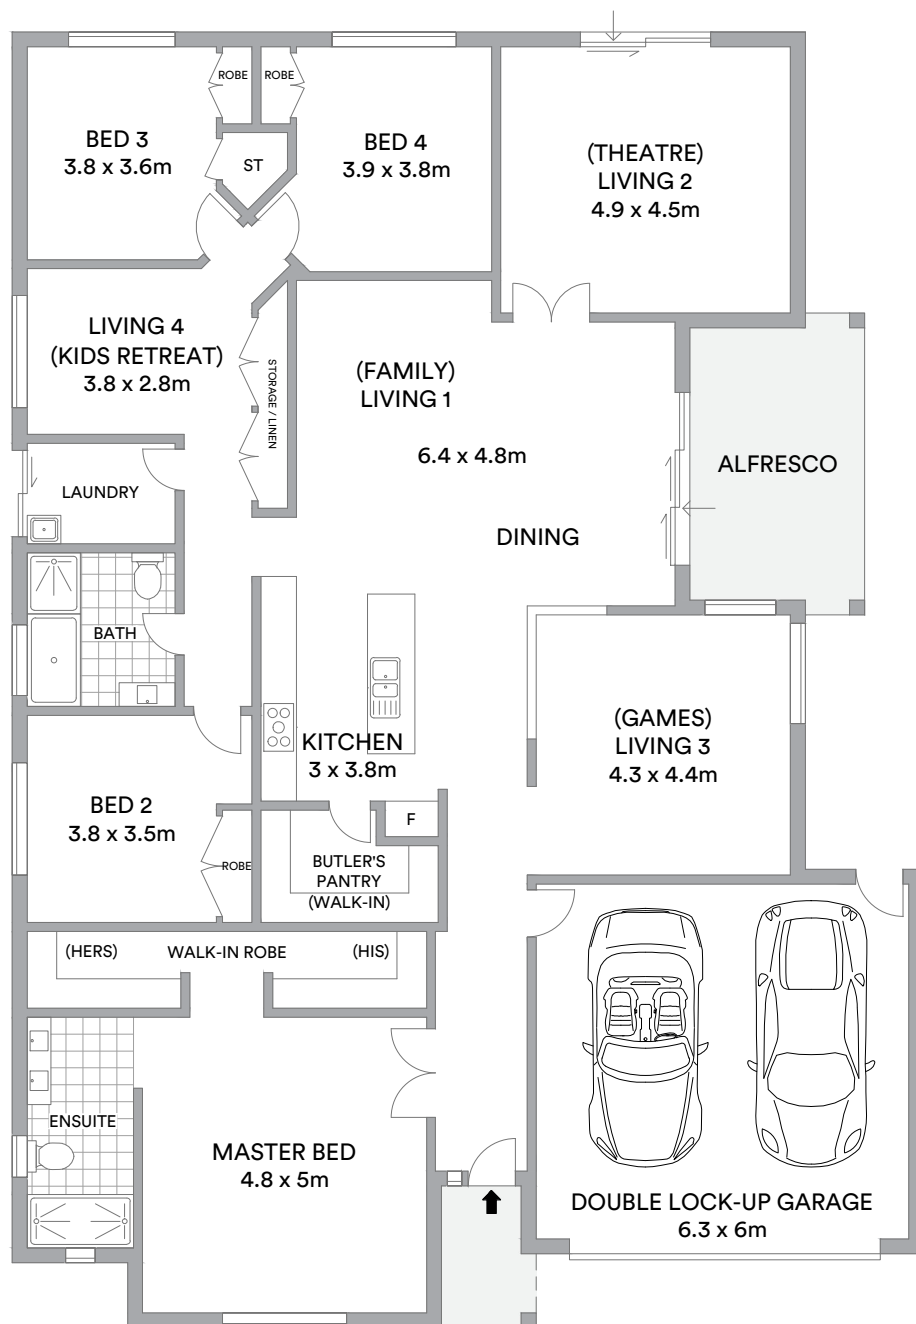 ROBE
ROBE
BED 3
3.8 x 3.6m
ST
BED 4
3.9 x 3.8m
(THEATRE)
LIVING 2
4.9 x 4.5m
LIVING 4
(KIDS RETREAT)
3.8 x 2.8m
STORAGE / LINEN
(FAMILY)
LIVING 1
6.4 x 4.8m
ALFRESCO
LAUNDRY
DINING
BATH
KITCHEN
3 x 3.8m
(GAMES)
LIVING 3
4.3 x 4.4m
BED 2
3.8 x 3.5m
ROBE
F
BUTLER'S
PANTRY
(WALK-IN)
(HERS)
WALK-IN ROBE
(HIS)
ENSUITE
MASTER BED
4.8 x 5m
DOUBLE LOCK-UP GARAGE
6.3 x 6m